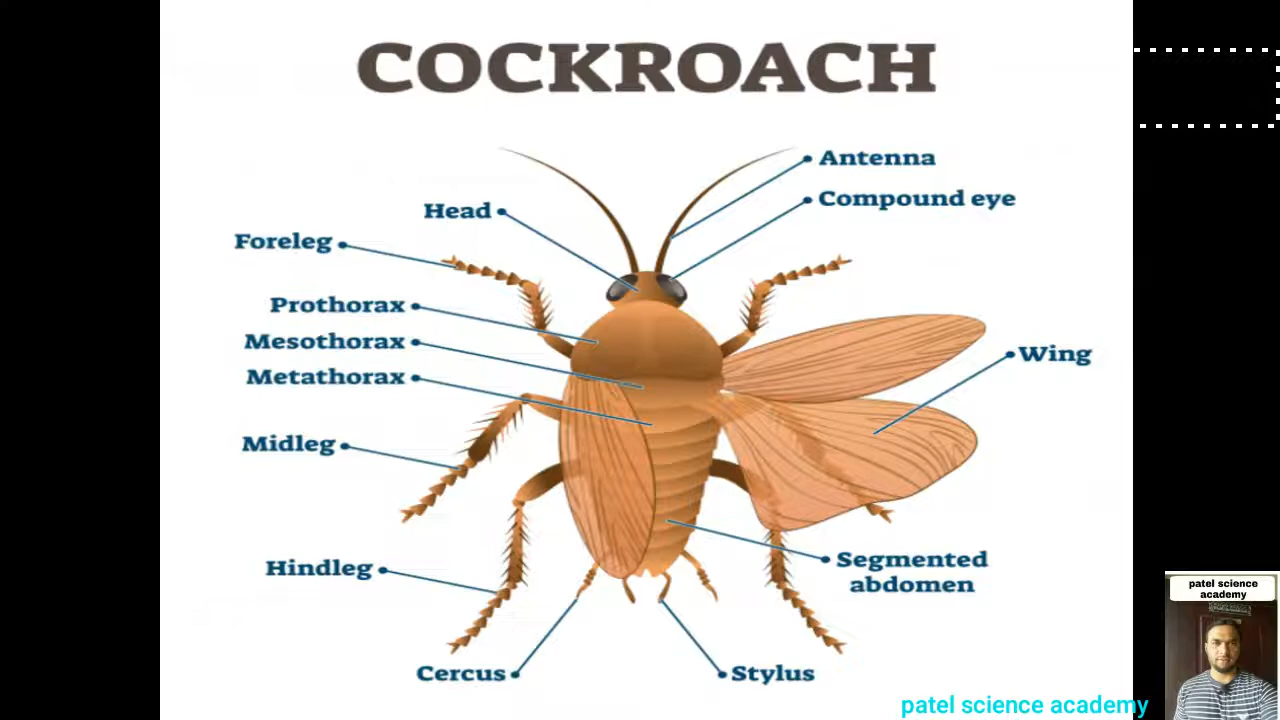 COCKROACH
Antenna
Compound eye
Head
Foreleg
Prothorax
Mesothorax
Metathorax
Wing
Midleg
Hindleg
Segmented
abdomen
Cercus
Stylus
patel science
academy
patel science academy